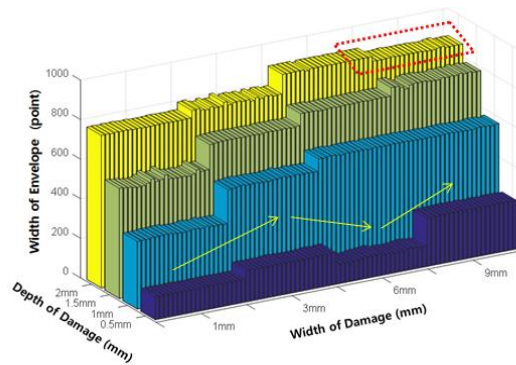 1000
800
600
400
200
0
Width of Envelope (point)
2mm
1.5mm
1mm
0.5mm
Depth of Damage (mm)
1mm
3mm
6mm
9mm
Width of Damage (mm)